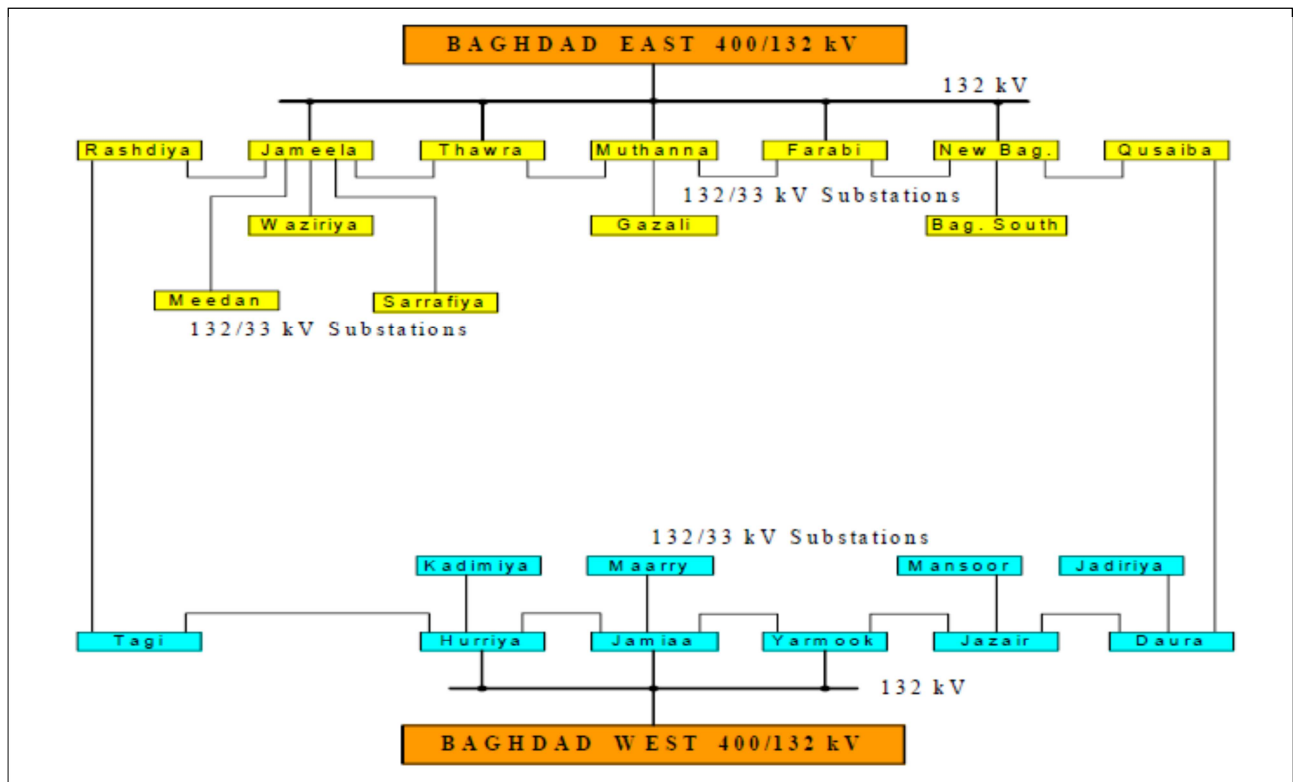 BAGHDAD EAST 400/132 kV
132 kV
Rashdiya
Jameela
Thawra
Muthanna
Farabi
New Bag.
Qusaiba
132/33 kV Substations
Waziriya
Gazali
Bag. South
Meedan
Sarrafiya
132/33 kV Substations
132/33 kV Substations
Kadimiya
Maarry
Mansoor
Jadiriya
Tagi
Hurriya
Jamiaa
Yarmook
Jazair
Daura
132 kV
BAGHDAD WEST 400/132 kV